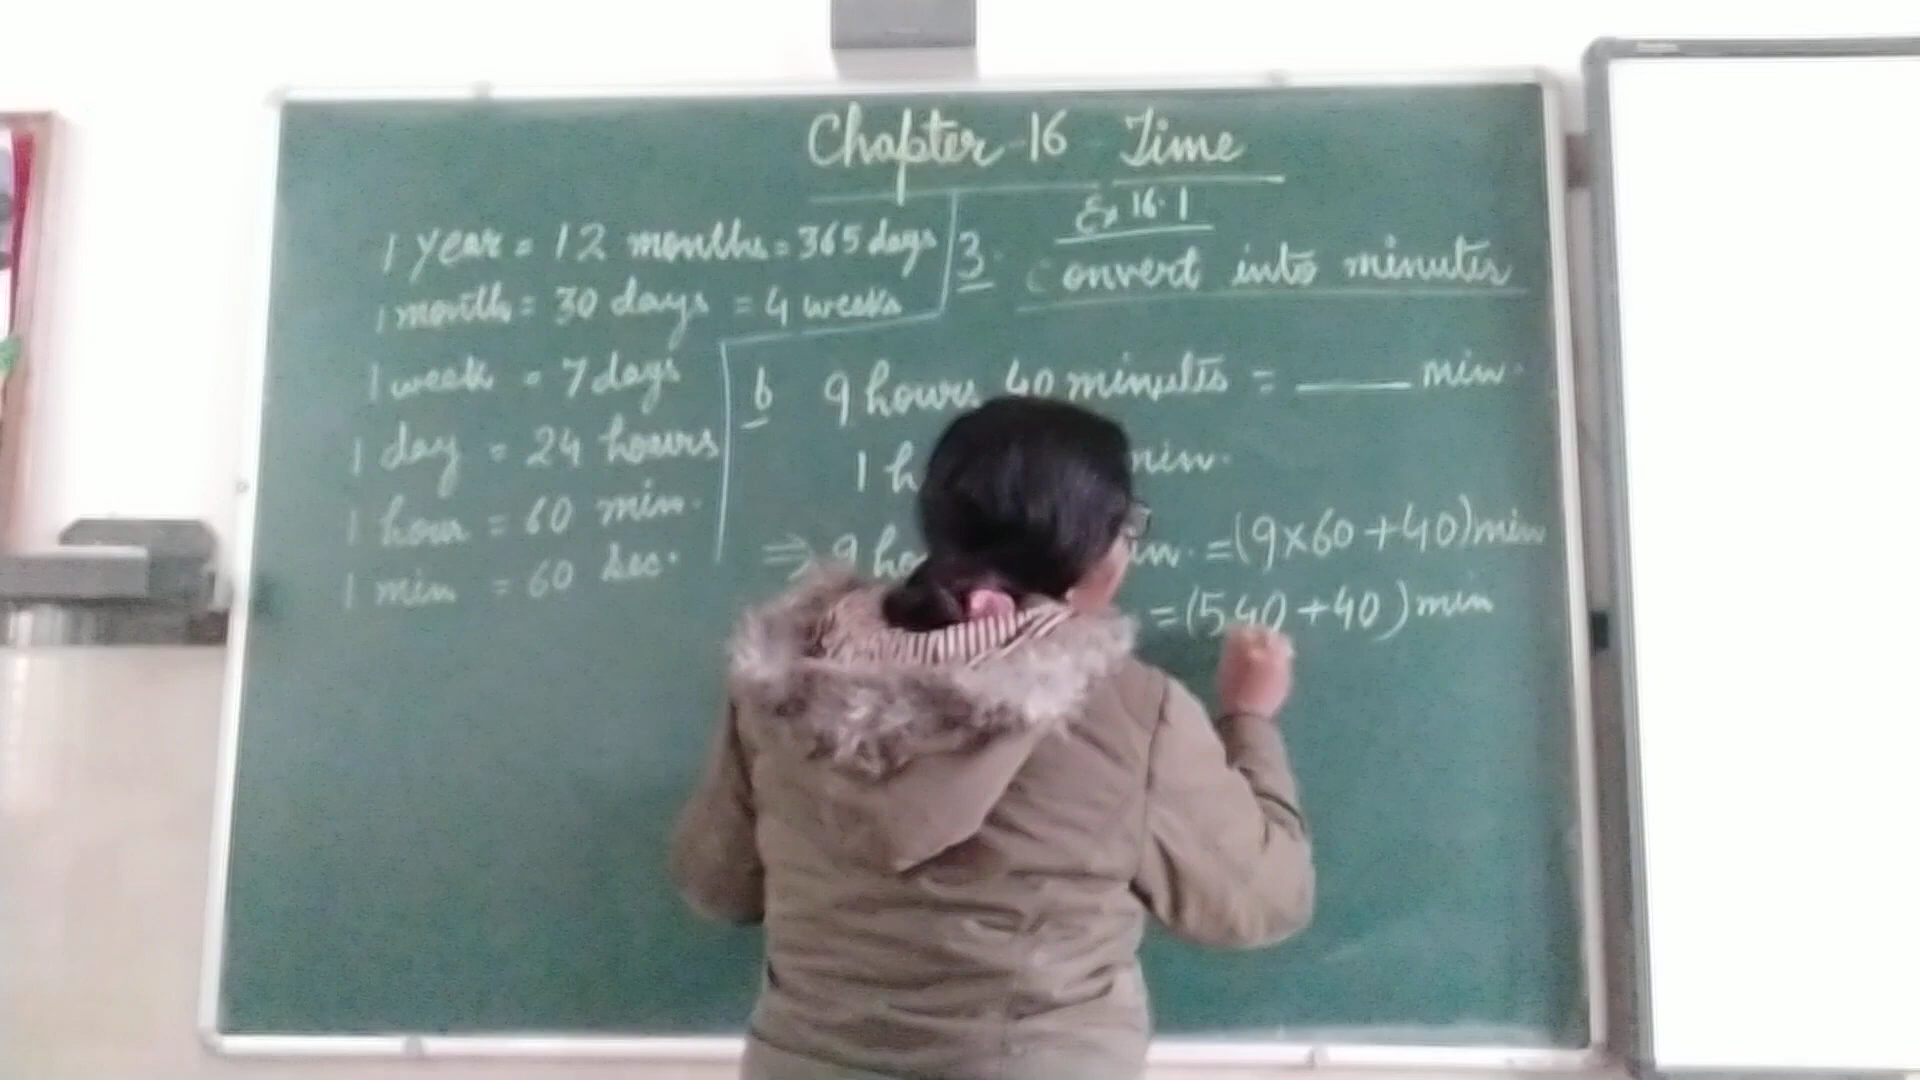 Chapter-16 Time
1 year = 12 months = 365 days
1 month = 30 days = 4 weeks
1 week = 7 days
1 day = 24 hours
1 hour = 60 min.
1 min = 60 sec.
Ex 16.1
3. Convert into minutes
b 9 hours 40 minutes = ____ min.
1 h min.
⇒ 9 ho min. = (9×60+40) min
= (540+40) min